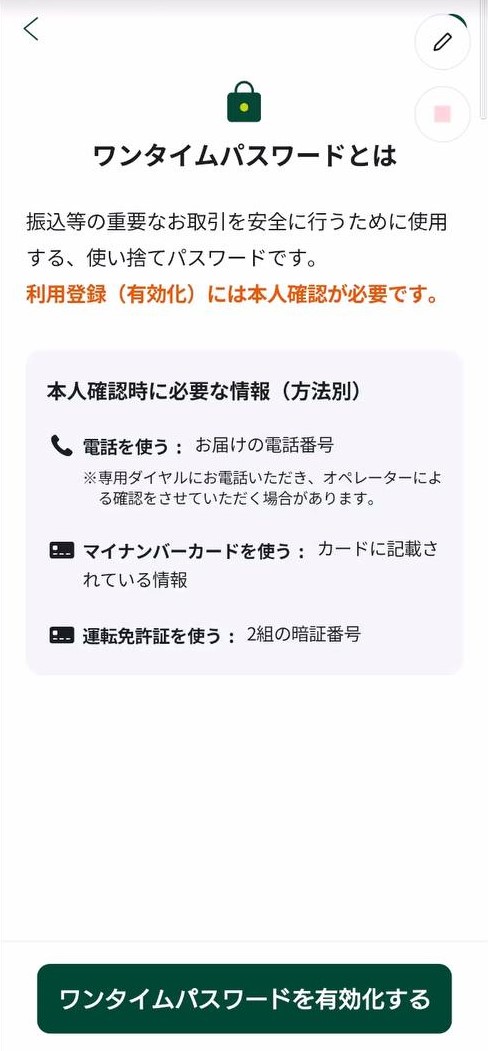 ワンタイムパスワードとは
振込等の重要なお取引を安全に行うために使用
する、使い捨てパスワードです。
利用登録（有効化）には本人確認が必要です。
本人確認時に必要な情報（方法別）
電話を使う： お届けの電話番号
※専用ダイヤルにお電話いただき、オペレーターによ
る確認をさせていただく場合があります。
マイナンバーカードを使う： カードに記載さ
れている情報
運転免許証を使う： 2組の暗証番号
ワンタイムパスワードを有効化する